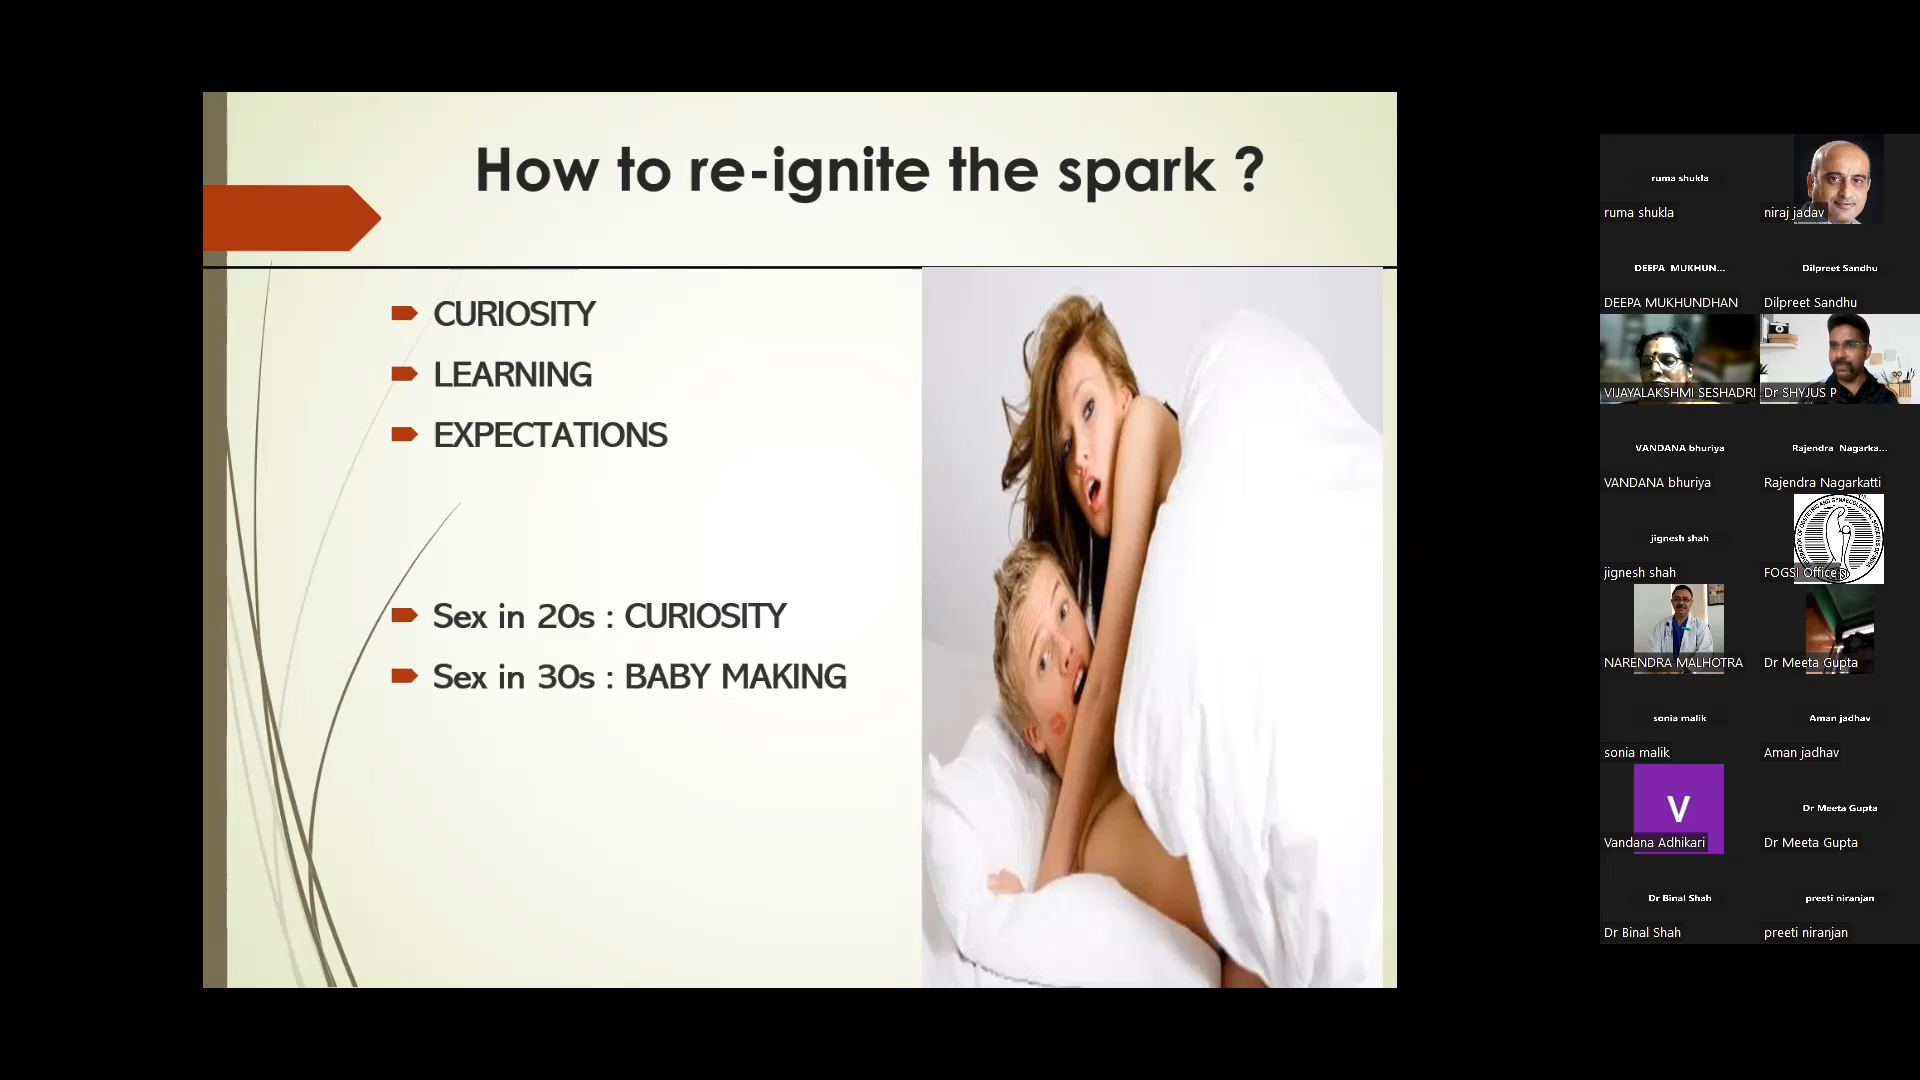 How to re-ignite the spark ?
CURIOSITY
LEARNING
EXPECTATIONS
Sex in 20s : CURIOSITY
Sex in 30s : BABY MAKING
ruma shukla
ruma shukla
niraj jadav
DEEPA MUKHUN...
DEEPA MUKHUNDHAN
Dilpreet Sandhu
Dilpreet Sandhu
VIJAYALAKSHMI SESHADRI
Dr SHYJUS P
VANDANA bhuriya
VANDANA bhuriya
Rajendra Nagarka...
Rajendra Nagarkatti
jignesh shah
jignesh shah
FOGSI Office
NARENDRA MALHOTRA
Dr Meeta Gupta
sonia malik
sonia malik
Aman jadhav
Aman jadhav
V
Vandana Adhikari
Dr Meeta Gupta
Dr Meeta Gupta
Dr Binal Shah
Dr Binal Shah
preeti niranjan
preeti niranjan